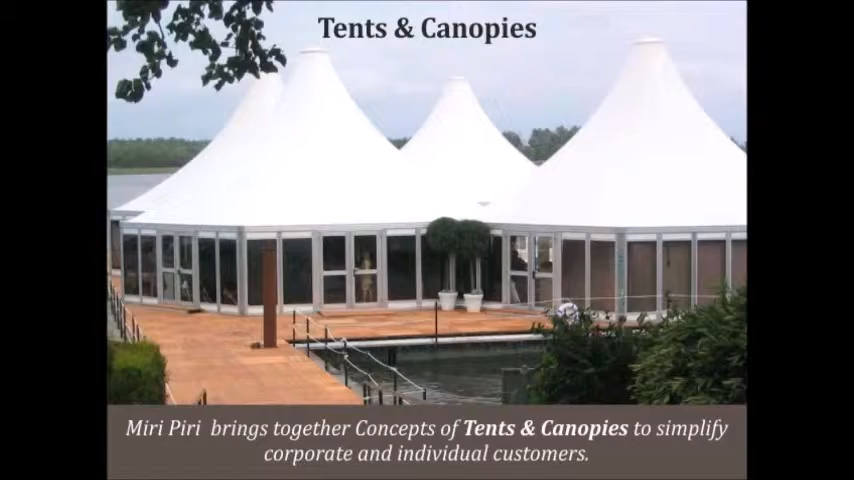 Tents & Canopies
Miri Piri  brings together Concepts of Tents & Canopies to simplify
corporate and individual customers.